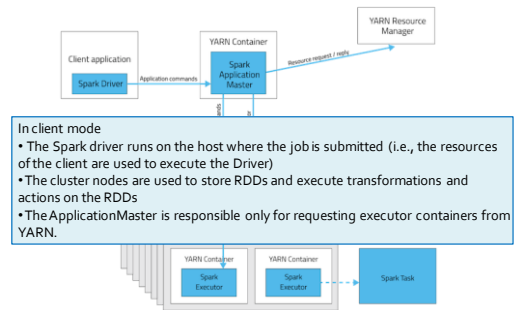 YARN Resource
Manager
YARN Container
Client application
Resource request / reply
Spark
Application
Master
Application commands
Spark Driver
In client mode
• The Spark driver runs on the host where the job is submitted (i.e., the resources
of the client are used to execute the Driver)
• The cluster nodes are used to store RDDs and execute transformations and
actions on the RDDs
• The ApplicationMaster is responsible only for requesting executor containers from
YARN.
YARN Container
YARN Container
Spark
Executor
Spark
Executor
Spark Task